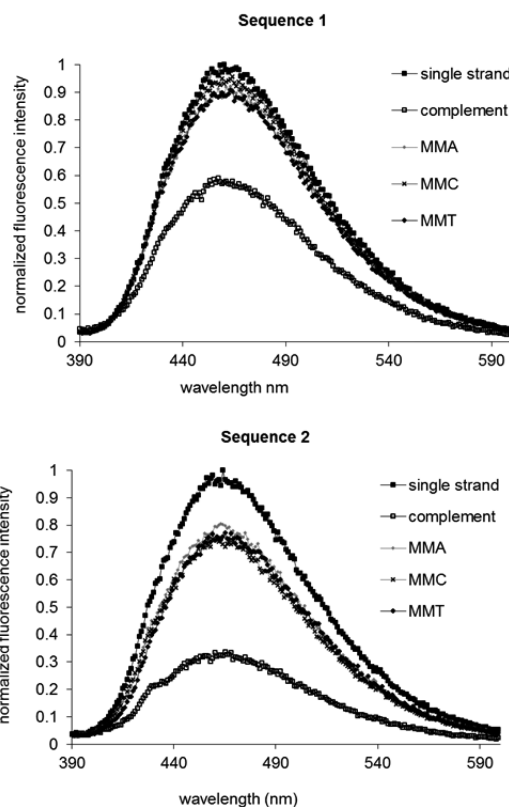 Sequence 1
normalized fluorescence intensity
1
0.9
0.8
0.7
0.6
0.5
0.4
0.3
0.2
0.1
0
390 440 490 540 590
wavelength nm
single strand
complement
MMA
MMC
MMT
Sequence 2
normalized fluorescence intensity
1
0.9
0.8
0.7
0.6
0.5
0.4
0.3
0.2
0.1
0
390 440 490 540 590
wavelength (nm)
single strand
complement
MMA
MMC
MMT